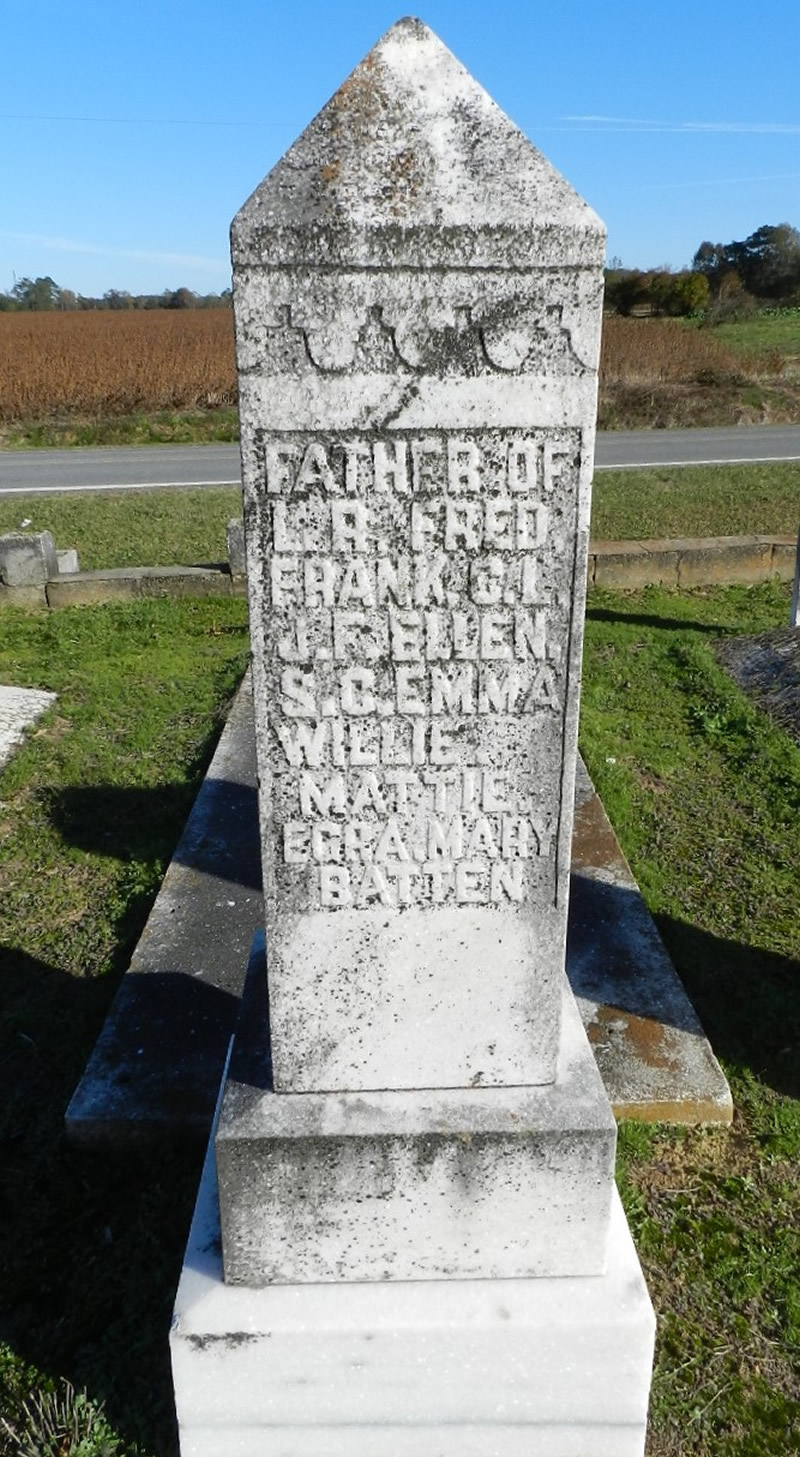 FATHER OF
L. R. FRED.
FRANK. C. L.
J. F. ELLEN.
S. C. EMMA
WILLIE.
MATTIE.
EGRA. MARY
BATTEN